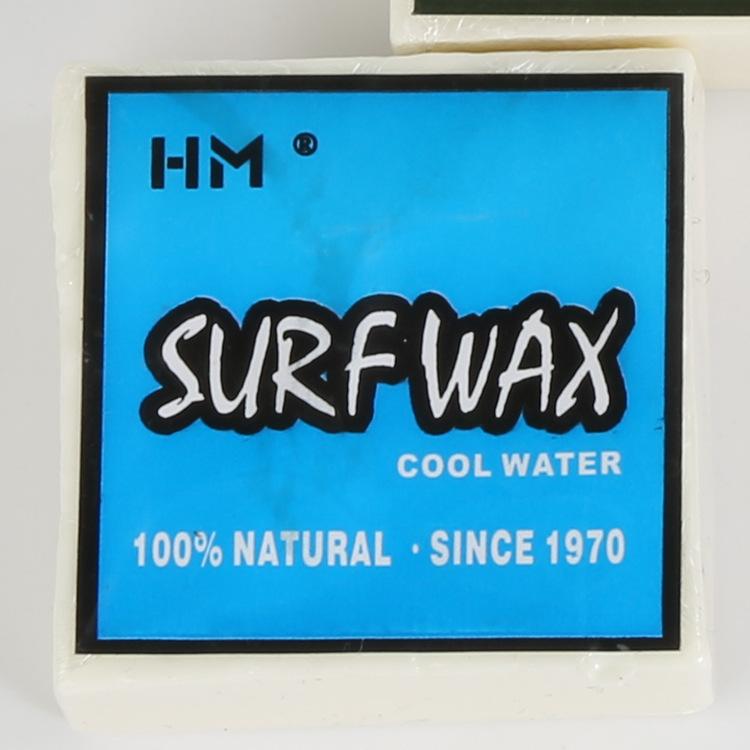 HM ®
SURF WAX
COOL WATER
100% NATURAL · SINCE 1970